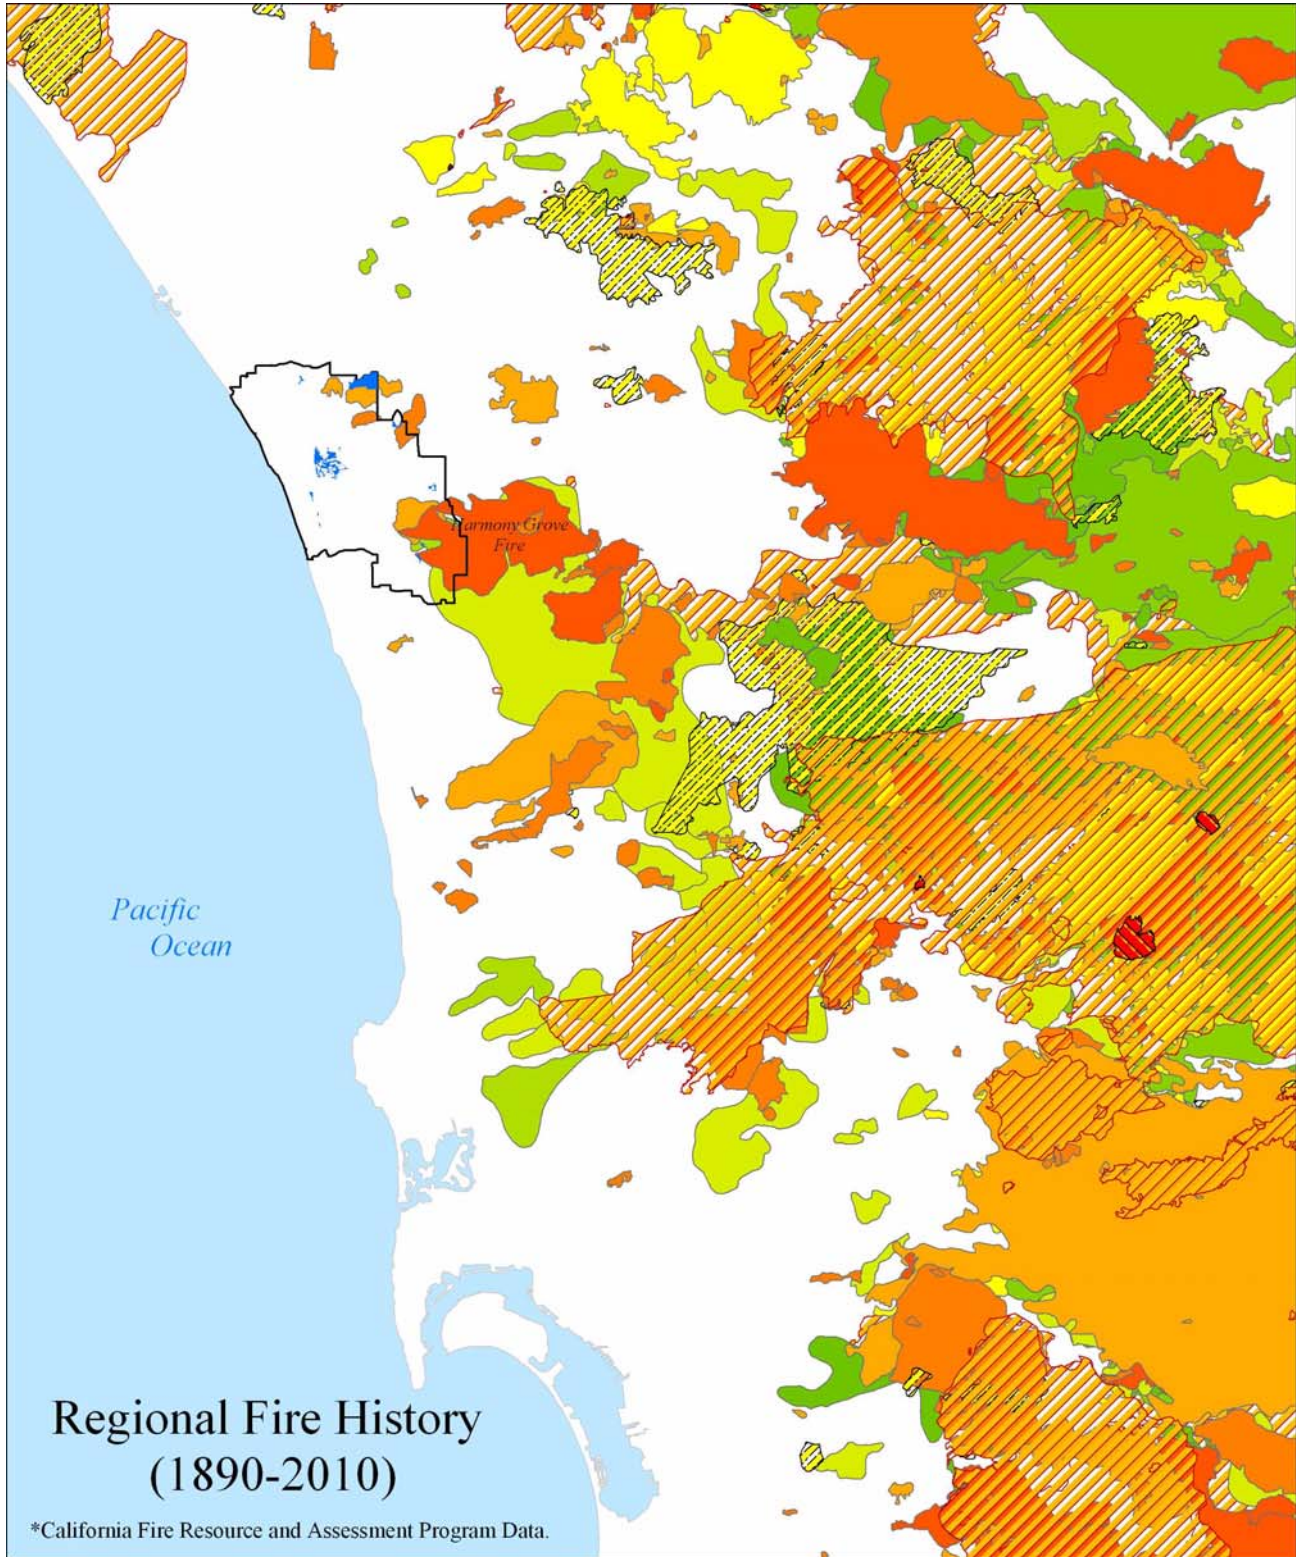 Harmony Grove
Fire
Pacific
Ocean
Regional Fire History
(1890-2010)
*California Fire Resource and Assessment Program Data.